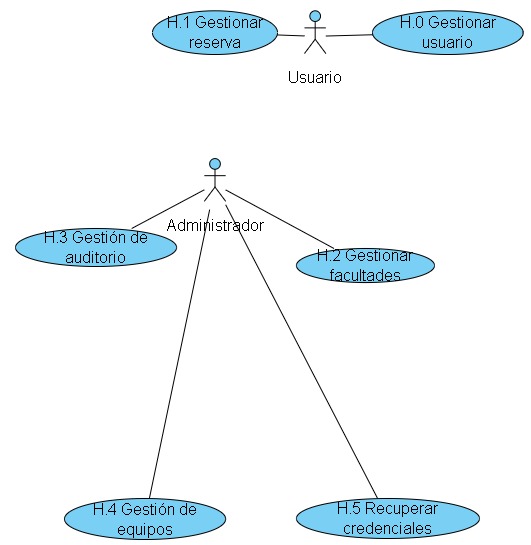 H.1 Gestionar
reserva
H.0 Gestionar
usuario
Usuario
Administrador
H.3 Gestión de
auditorio
H.2 Gestionar
facultades
H.4 Gestión de
equipos
H.5 Recuperar
credenciales